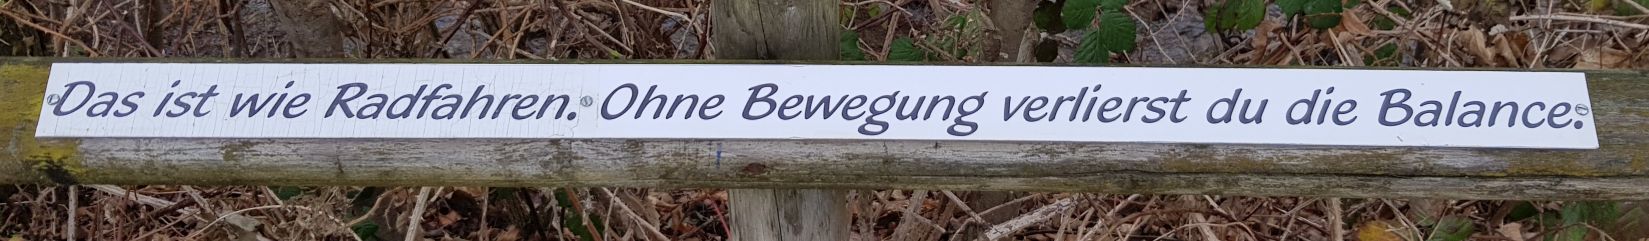 Das ist wie Radfahren. Ohne Bewegung verlierst du die Balance.